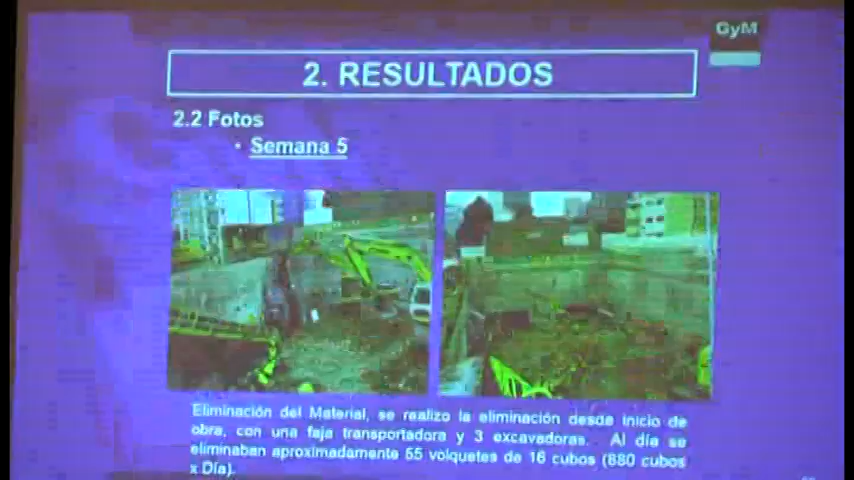 GyM
2. RESULTADOS
2.2 Fotos
• Semana 5
Eliminación del Material, se realizo la eliminación desde inicio de
obra, con una faja transportadora y 3 excavadoras. Al día se
eliminaban aproximadamente 55 volquetes de 16 cubos (880 cubos
x Día).